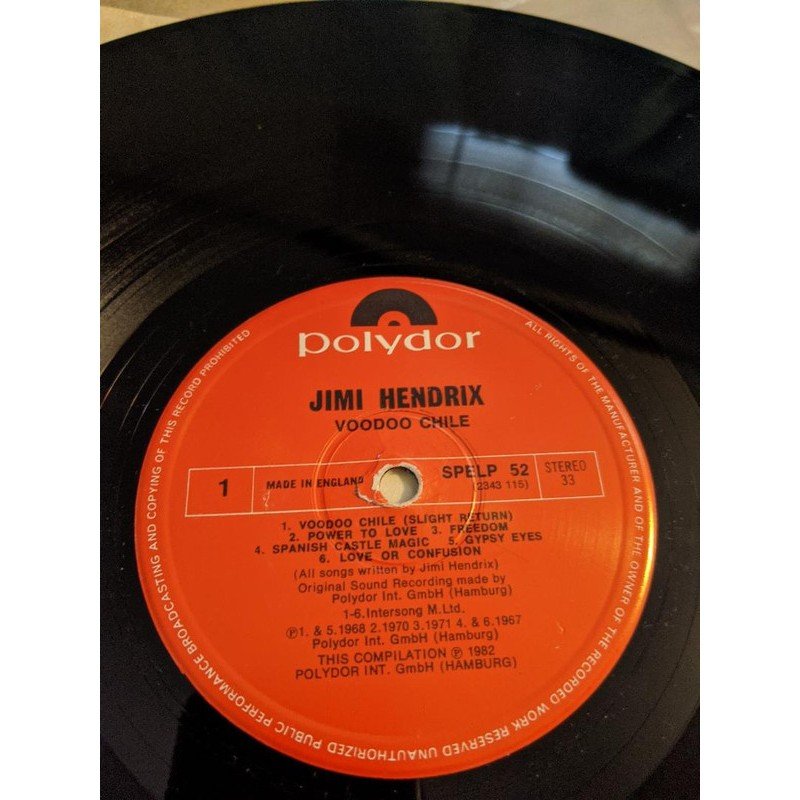 polydor
JIMI HENDRIX
VOODOO CHILE
1
MADE IN ENGLAND
SPELP 52
2343 115)
STEREO
33
1. VOODOO CHILE (SLIGHT RETURN)
2. POWER TO LOVE 3. FREEDOM
4. SPANISH CASTLE MAGIC 5. GYPSY EYES
6. LOVE OR CONFUSION
(All songs written by Jimi Hendrix)
Original Sound Recording made by
Polydor Int. GmbH (Hamburg)
1-6.Intersong M.Ltd.
℗1. & 5.1968 2.1970 3.1971 4. & 6.1967
Polydor Int. GmbH (Hamburg)
THIS COMPILATION ℗ 1982
POLYDOR INT. GmbH (HAMBURG)
ALL RIGHTS OF THE MANUFACTURER AND OF THE OWNER OF THE RECORDED WORK RESERVED UNAUTHORIZED PUBLIC PERFORMANCE BROADCASTING AND COPYING OF THIS RECORD PROHIBITED